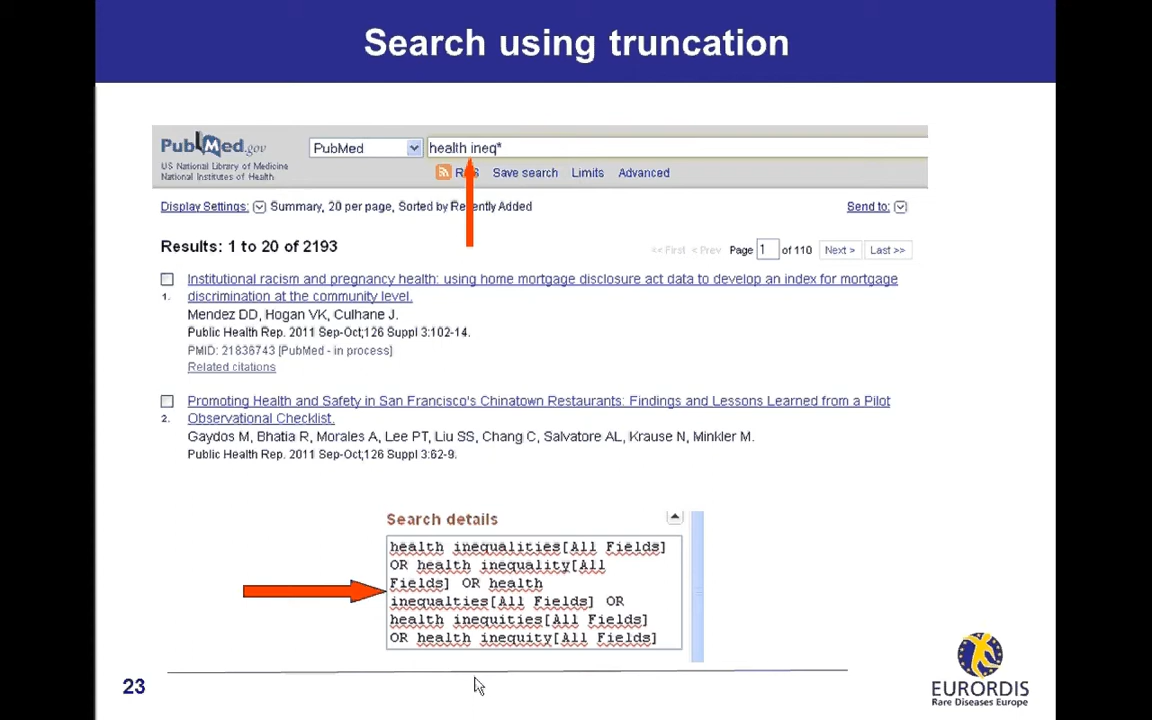 Search using truncation
PubMed.gov
US National Library of Medicine
National Institutes of Health
PubMed
health ineq*
Save search Limits Advanced
Display Settings: Summary, 20 per page, Sorted by Recently Added
Send to:
Results: 1 to 20 of 2193
<< First < Prev Page 1 of 110 Next > Last >>
Institutional racism and pregnancy health: using home mortgage disclosure act data to develop an index for mortgage
1. discrimination at the community level.
Mendez DD, Hogan VK, Culhane J.
Public Health Rep. 2011 Sep-Oct;126 Suppl 3:102-14.
PMID: 21836743 [PubMed - in process]
Related citations
Promoting Health and Safety in San Francisco's Chinatown Restaurants: Findings and Lessons Learned from a Pilot
2. Observational Checklist.
Gaydos M, Bhatia R, Morales A, Lee PT, Liu SS, Chang C, Salvatore AL, Krause N, Minkler M.
Public Health Rep. 2011 Sep-Oct;126 Suppl 3:62-9.
Search details
health inequalities[All Fields]
OR health inequality[All
Fields] OR health
inequalties[All Fields] OR
health inequities[All Fields]
OR health inequity[All Fields]
23
EURORDIS
Rare Diseases Europe